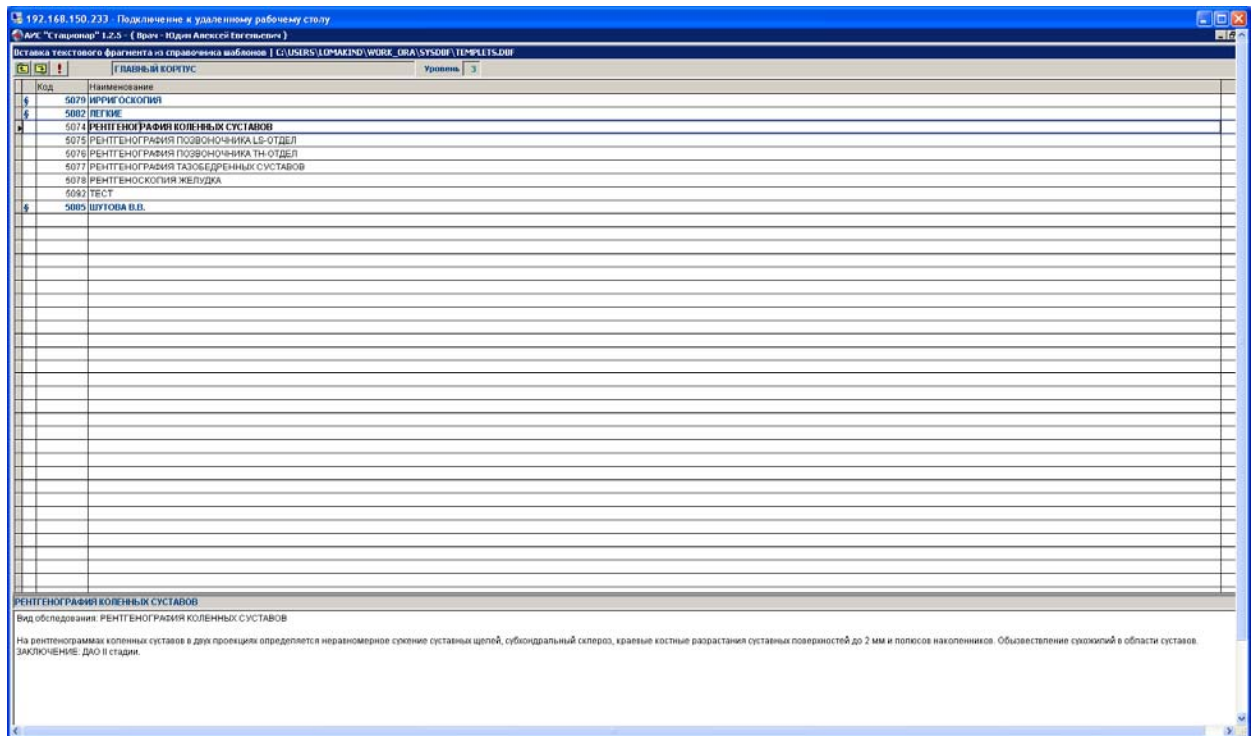 192.168.150.233 - Подключение к удаленному рабочему столу
АИС "Стационар" 1.2.5 - ( Врач - Юдин Алексей Евгеньевич )
Вставка текстового фрагмента из справочника шаблонов | C:\USERS\LOMAKIND\WORK_ORA\SYSDBF\TEMPLETS.DBF
ГЛАВНЫЙ КОРПУС Уровень 3
Код Наименование
§ 5079 ИРРИГОСКОПИЯ
§ 5082 ЛЕГКИЕ
5074 РЕНТГЕНОГРАФИЯ КОЛЕННЫХ СУСТАВОВ
5075 РЕНТГЕНОГРАФИЯ ПОЗВОНОЧНИКА LS-ОТДЕЛ
5076 РЕНТГЕНОГРАФИЯ ПОЗВОНОЧНИКА TH-ОТДЕЛ
5077 РЕНТГЕНОГРАФИЯ ТАЗОБЕДРЕННЫХ СУСТАВОВ
5078 РЕНТГЕНОСКОПИЯ ЖЕЛУДКА
5092 ТЕСТ
§ 5085 ШУТОВА В.В.
РЕНТГЕНОГРАФИЯ КОЛЕННЫХ СУСТАВОВ
Вид обследования: РЕНТГЕНОГРАФИЯ КОЛЕННЫХ СУСТАВОВ
На рентгенограммах коленных суставов в двух проекциях определяется неравномерное сужение суставных щелей, субхондральный склероз, краевые костные разрастания суставных поверхностей до 2 мм и полюсов наколенников. Обызвествление сухожилий в области суставов.
ЗАКЛЮЧЕНИЕ: ДАО II стадии.